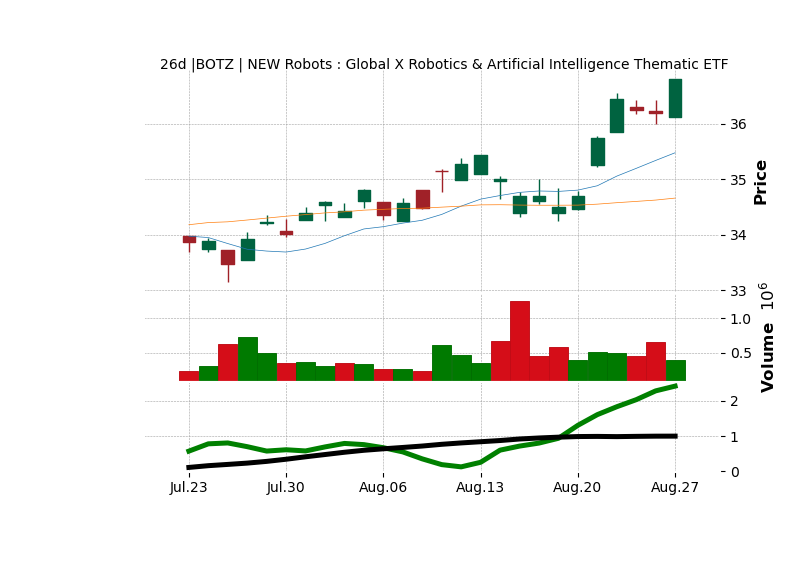 26d |BOTZ | NEW Robots : Global X Robotics & Artificial Intelligence Thematic ETF
36
35
34
33
Price
1.0
0.5
Volume 10^6
2
1
0
Jul.23 Jul.30 Aug.06 Aug.13 Aug.20 Aug.27